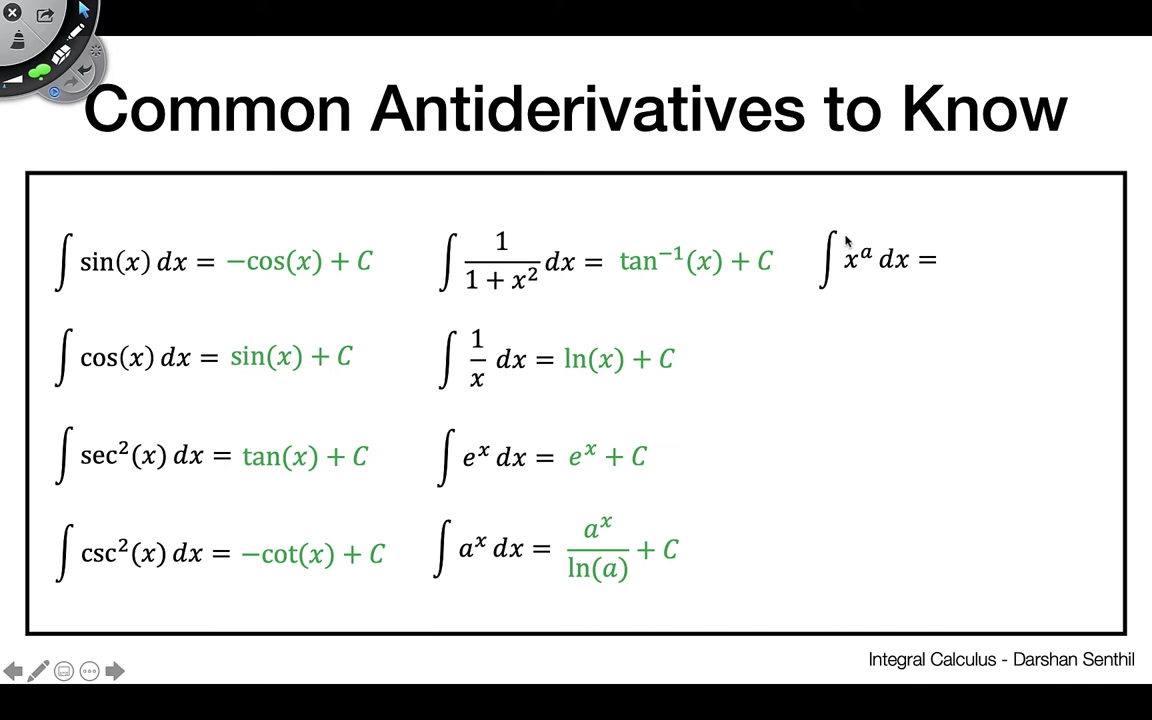 Common Antiderivatives to Know
∫ sin(x) dx = −cos(x) + C
∫ cos(x) dx = sin(x) + C
∫ sec²(x) dx = tan(x) + C
∫ csc²(x) dx = −cot(x) + C
∫ 1/(1 + x²) dx = tan⁻¹(x) + C
∫ 1/x dx = ln(x) + C
∫ eˣ dx = eˣ + C
∫ aˣ dx = aˣ/ln(a) + C
∫ xᵃ dx =
Integral Calculus - Darshan Senthil